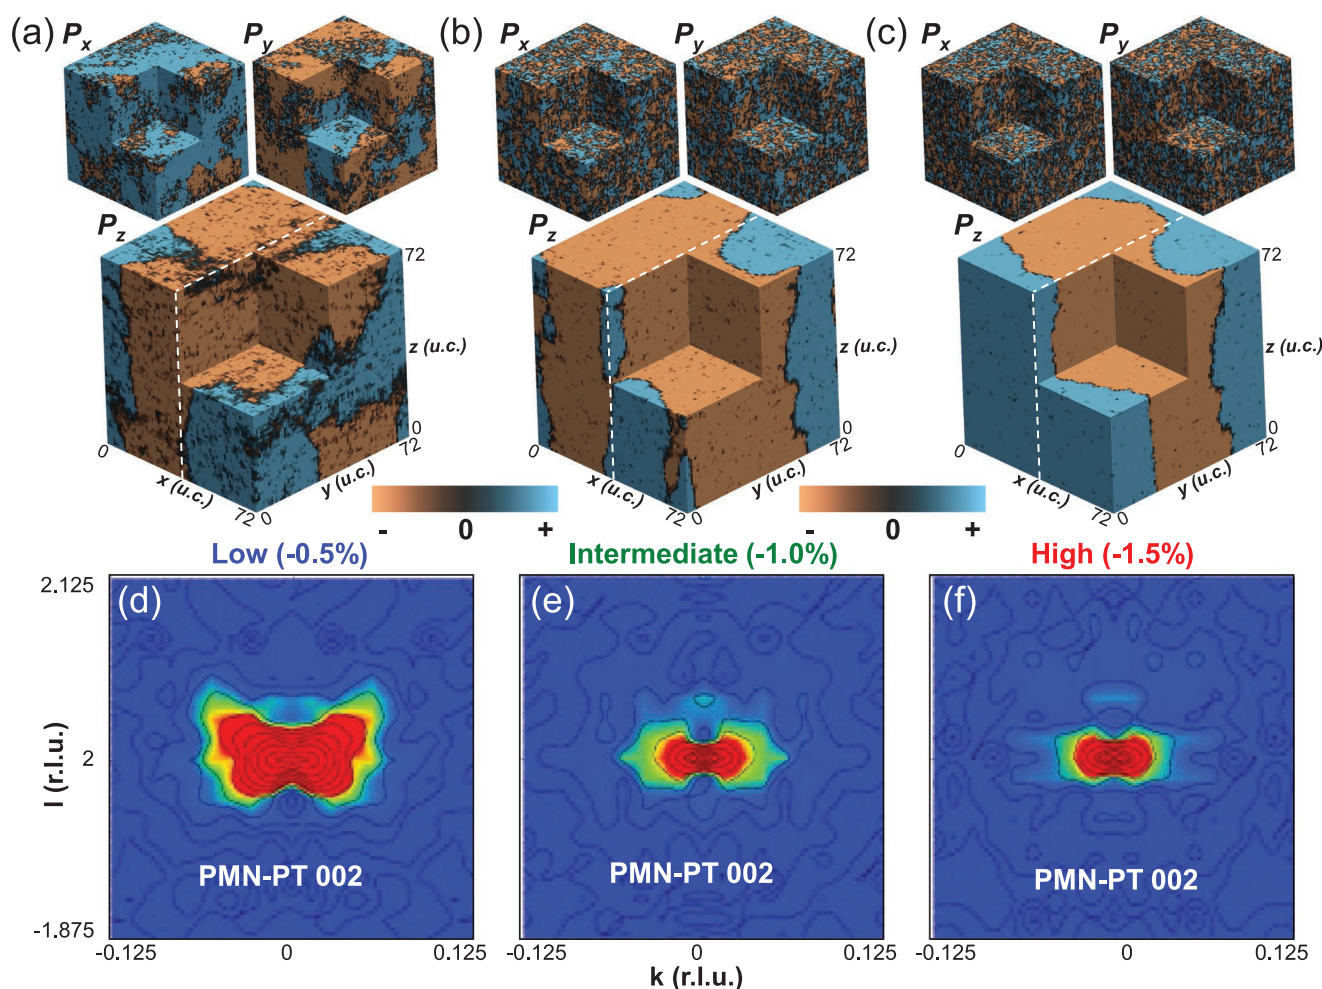 (a) Px Py (b) Px Py (c) Px Py
Pz Pz Pz
72 72 72
z (u.c.) z (u.c.) z (u.c.)
0 0 0
0 72 0 72 0 72
x (u.c.) y (u.c.) x (u.c.) y (u.c.) x (u.c.) y (u.c.)
72 0 72 0 72 0
- 0 + - 0 +
Low (-0.5%) Intermediate (-1.0%) High (-1.5%)
2.125 (d) (e) (f)
l (r.l.u.) 2
PMN-PT 002 PMN-PT 002 PMN-PT 002
-1.875
-0.125 0 0.125 -0.125 0 0.125 -0.125 0 0.125
k (r.l.u.)